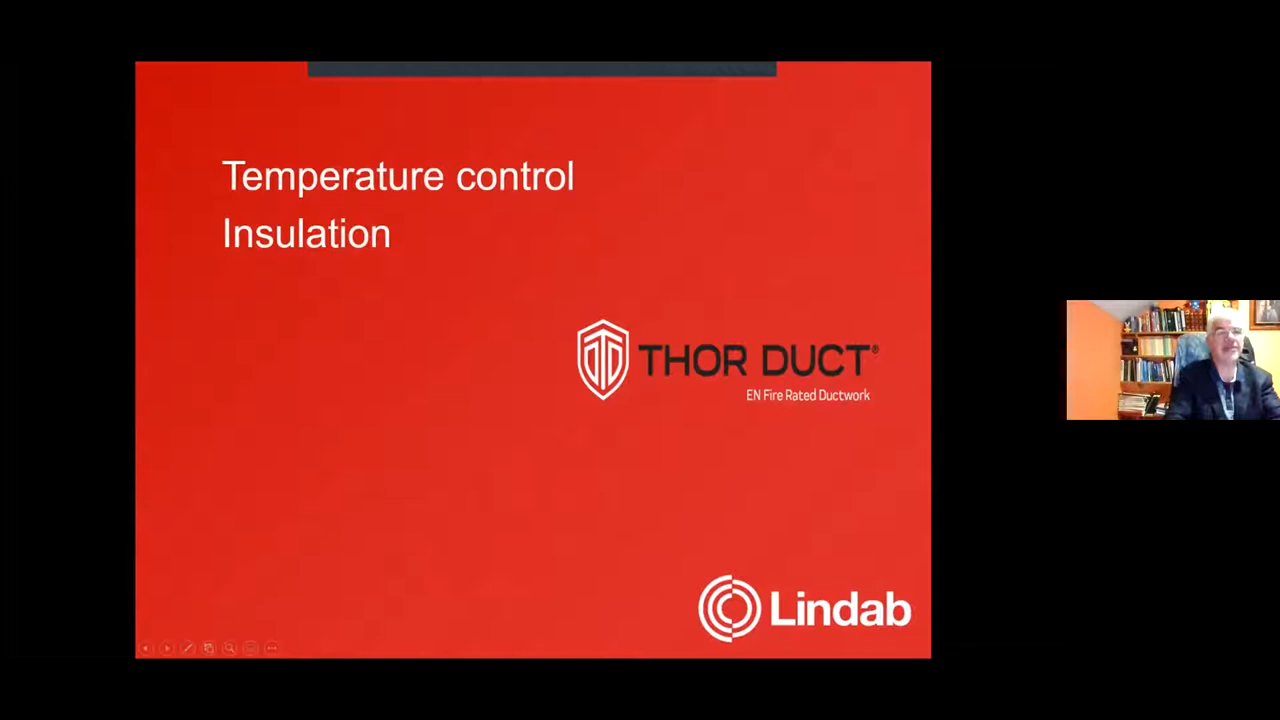 Temperature control
Insulation
THOR DUCT®
EN Fire Rated Ductwork
Lindab